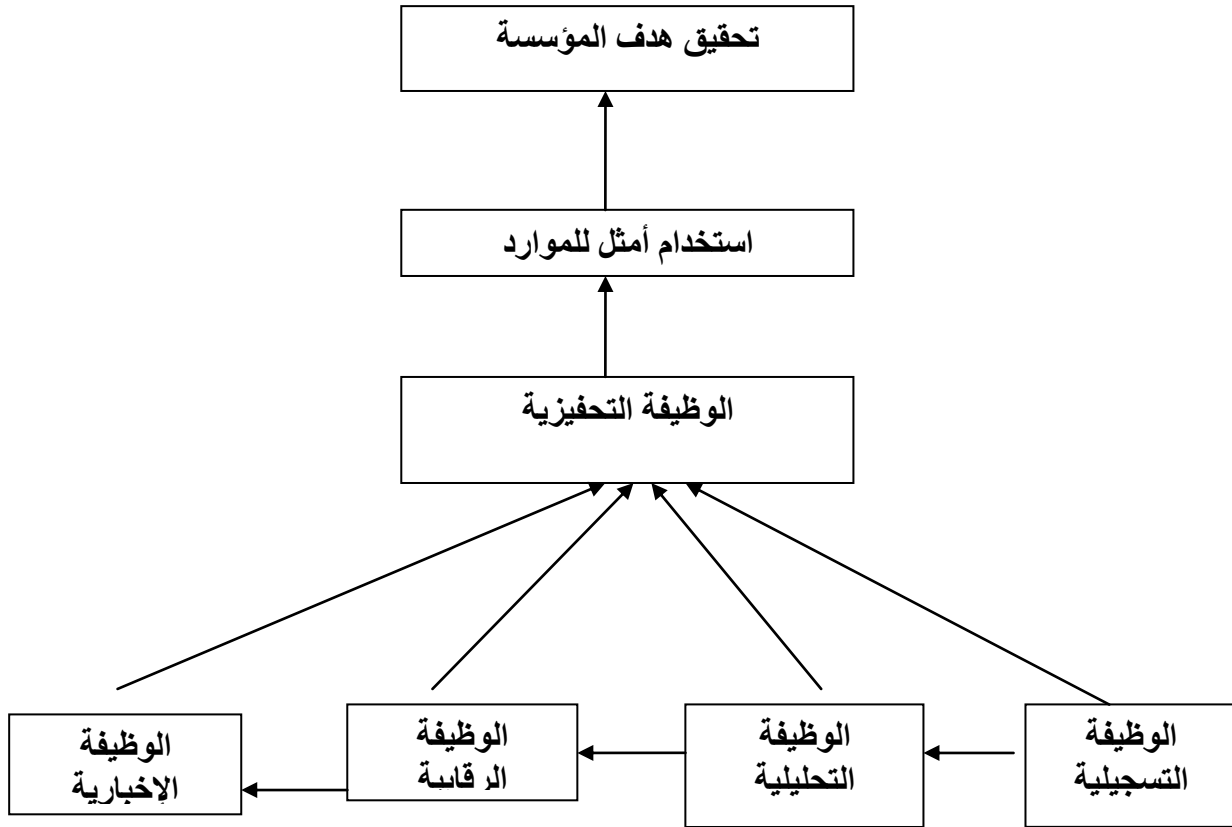 تحقيق هدف المؤسسة
استخدام أمثل للموارد
الوظيفة التحفيزية
الوظيفة
التسجيلية
الوظيفة
التحليلية
الوظيفة
الرقابية
الوظيفة
الإخبارية